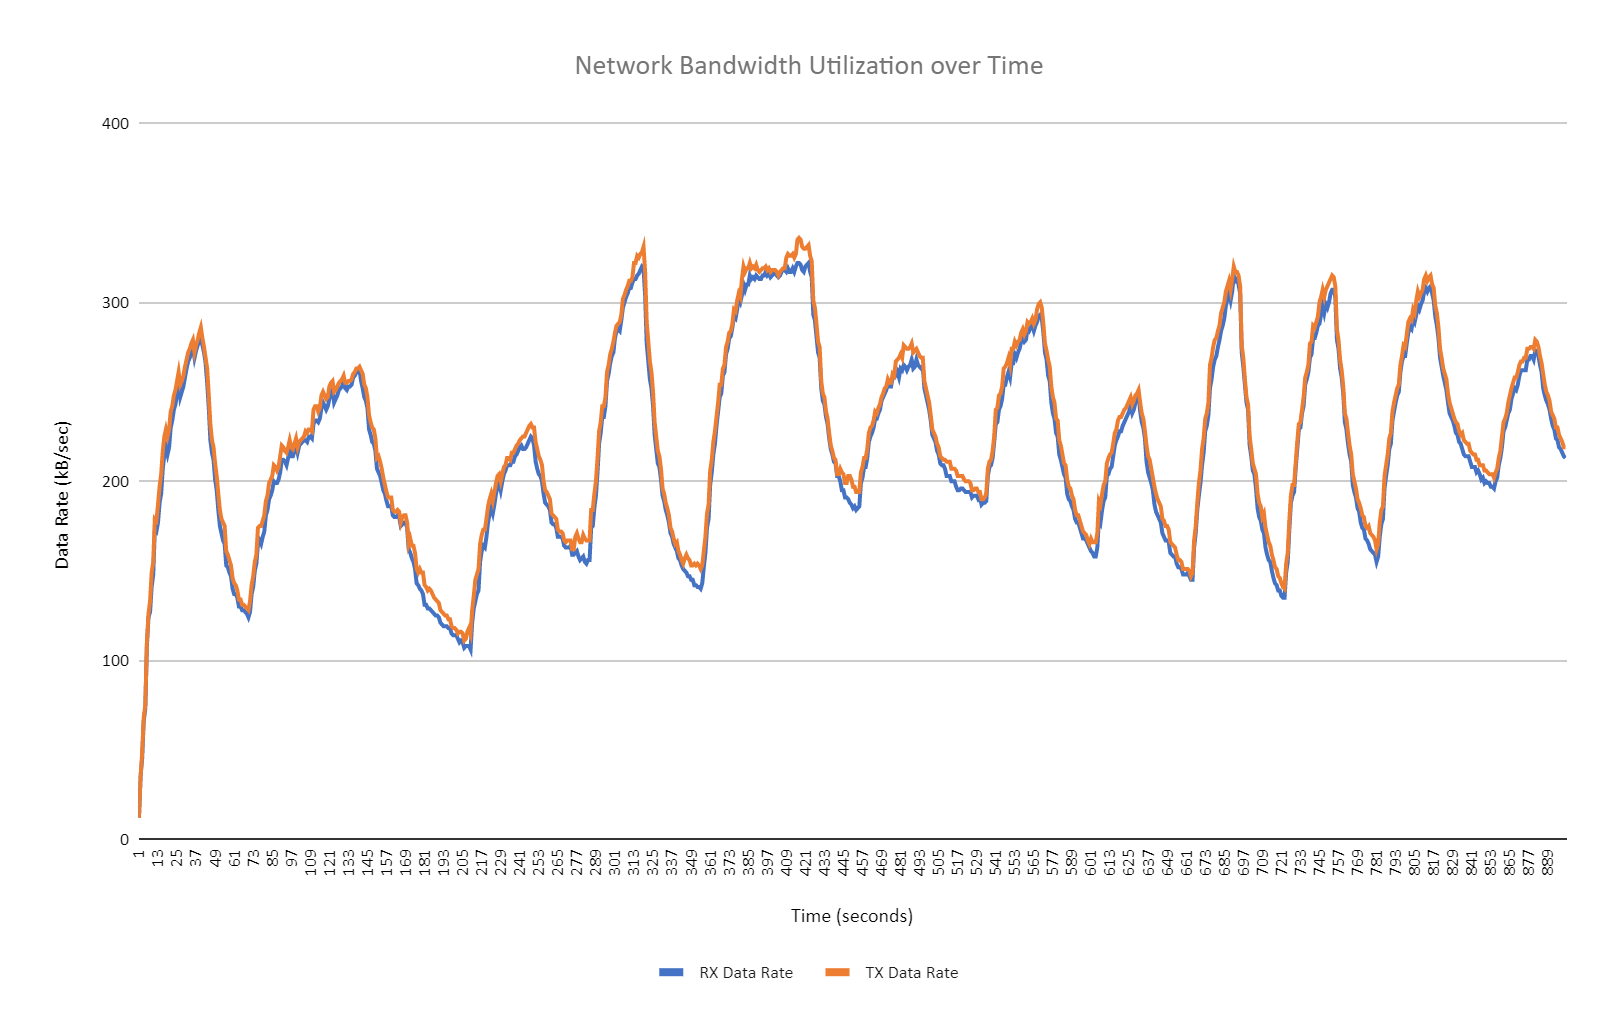 Network Bandwidth Utilization over Time
400
300
200
100
0
Data Rate (kB/sec)
1 13 25 37 49 61 73 85 97 109 121 133 145 157 169 181 193 205 217 229 241 253 265 277 289 301 313 325 337 349 361 373 385 397 409 421 433 445 457 469 481 493 505 517 529 541 553 565 577 589 601 613 625 637 649 661 673 685 697 709 721 733 745 757 769 781 793 805 817 829 841 853 865 877 889
Time (seconds)
RX Data Rate TX Data Rate